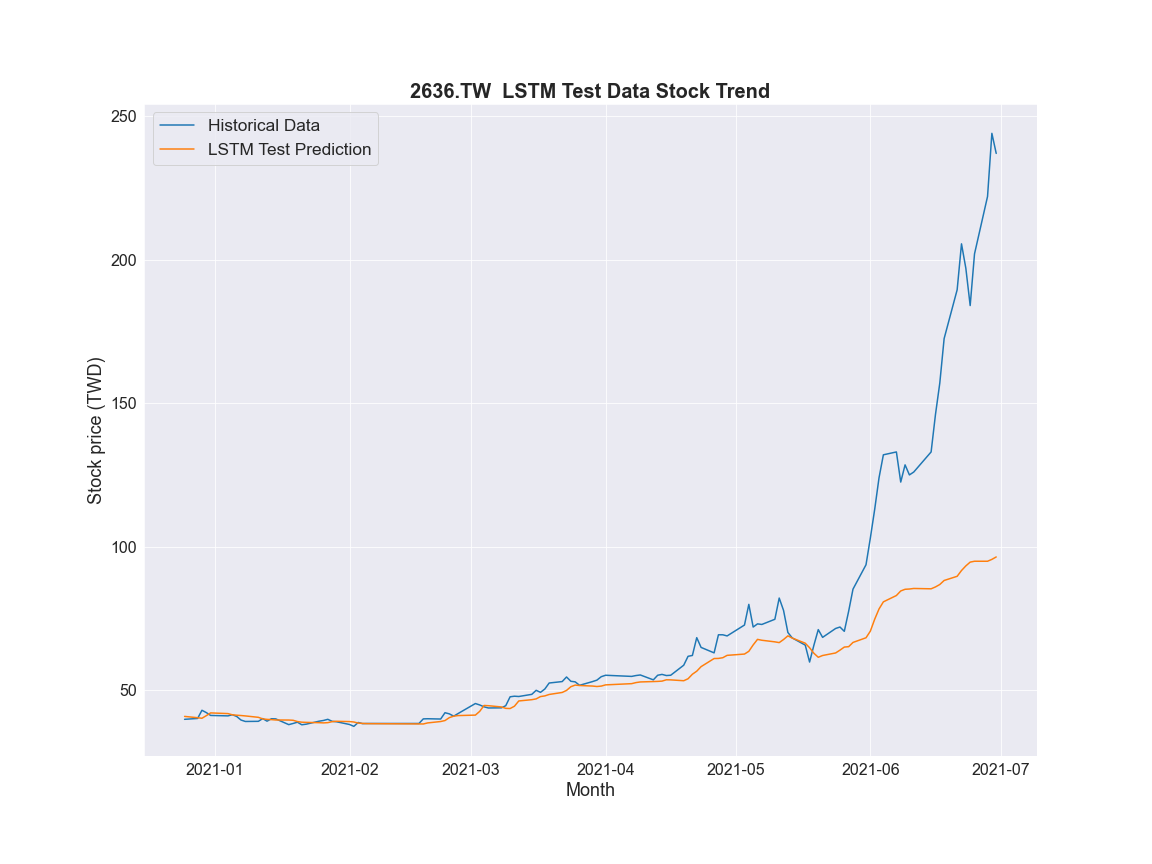 2636.TW  LSTM Test Data Stock Trend
Historical Data
LSTM Test Prediction
Stock price (TWD)
250
200
150
100
50
2021-01 2021-02 2021-03 2021-04 2021-05 2021-06 2021-07
Month